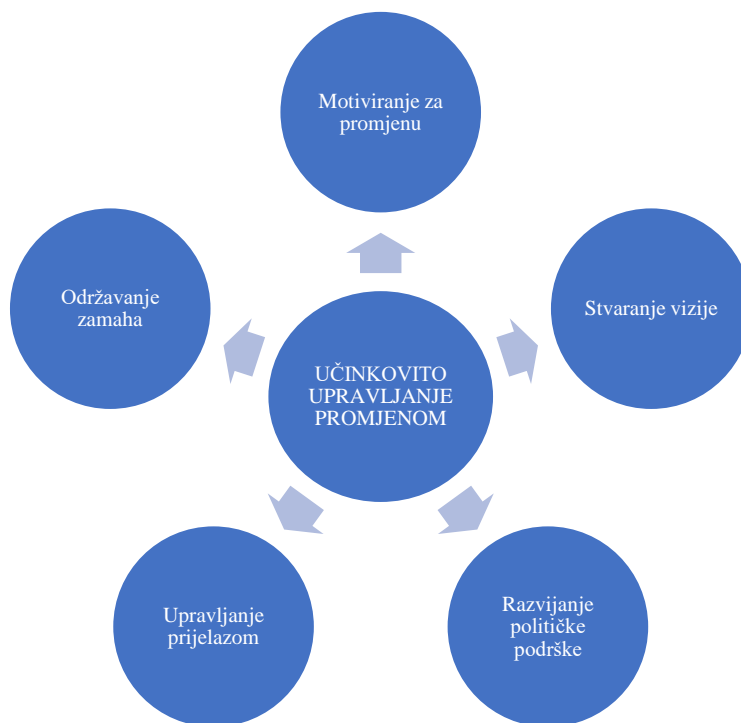 Motiviranje za
promjenu
Održavanje
zamaha
Stvaranje vizije
UČINKOVITO
UPRAVLJANJE
PROMJENOM
Upravljanje
prijelazom
Razvijanje
političke
podrške